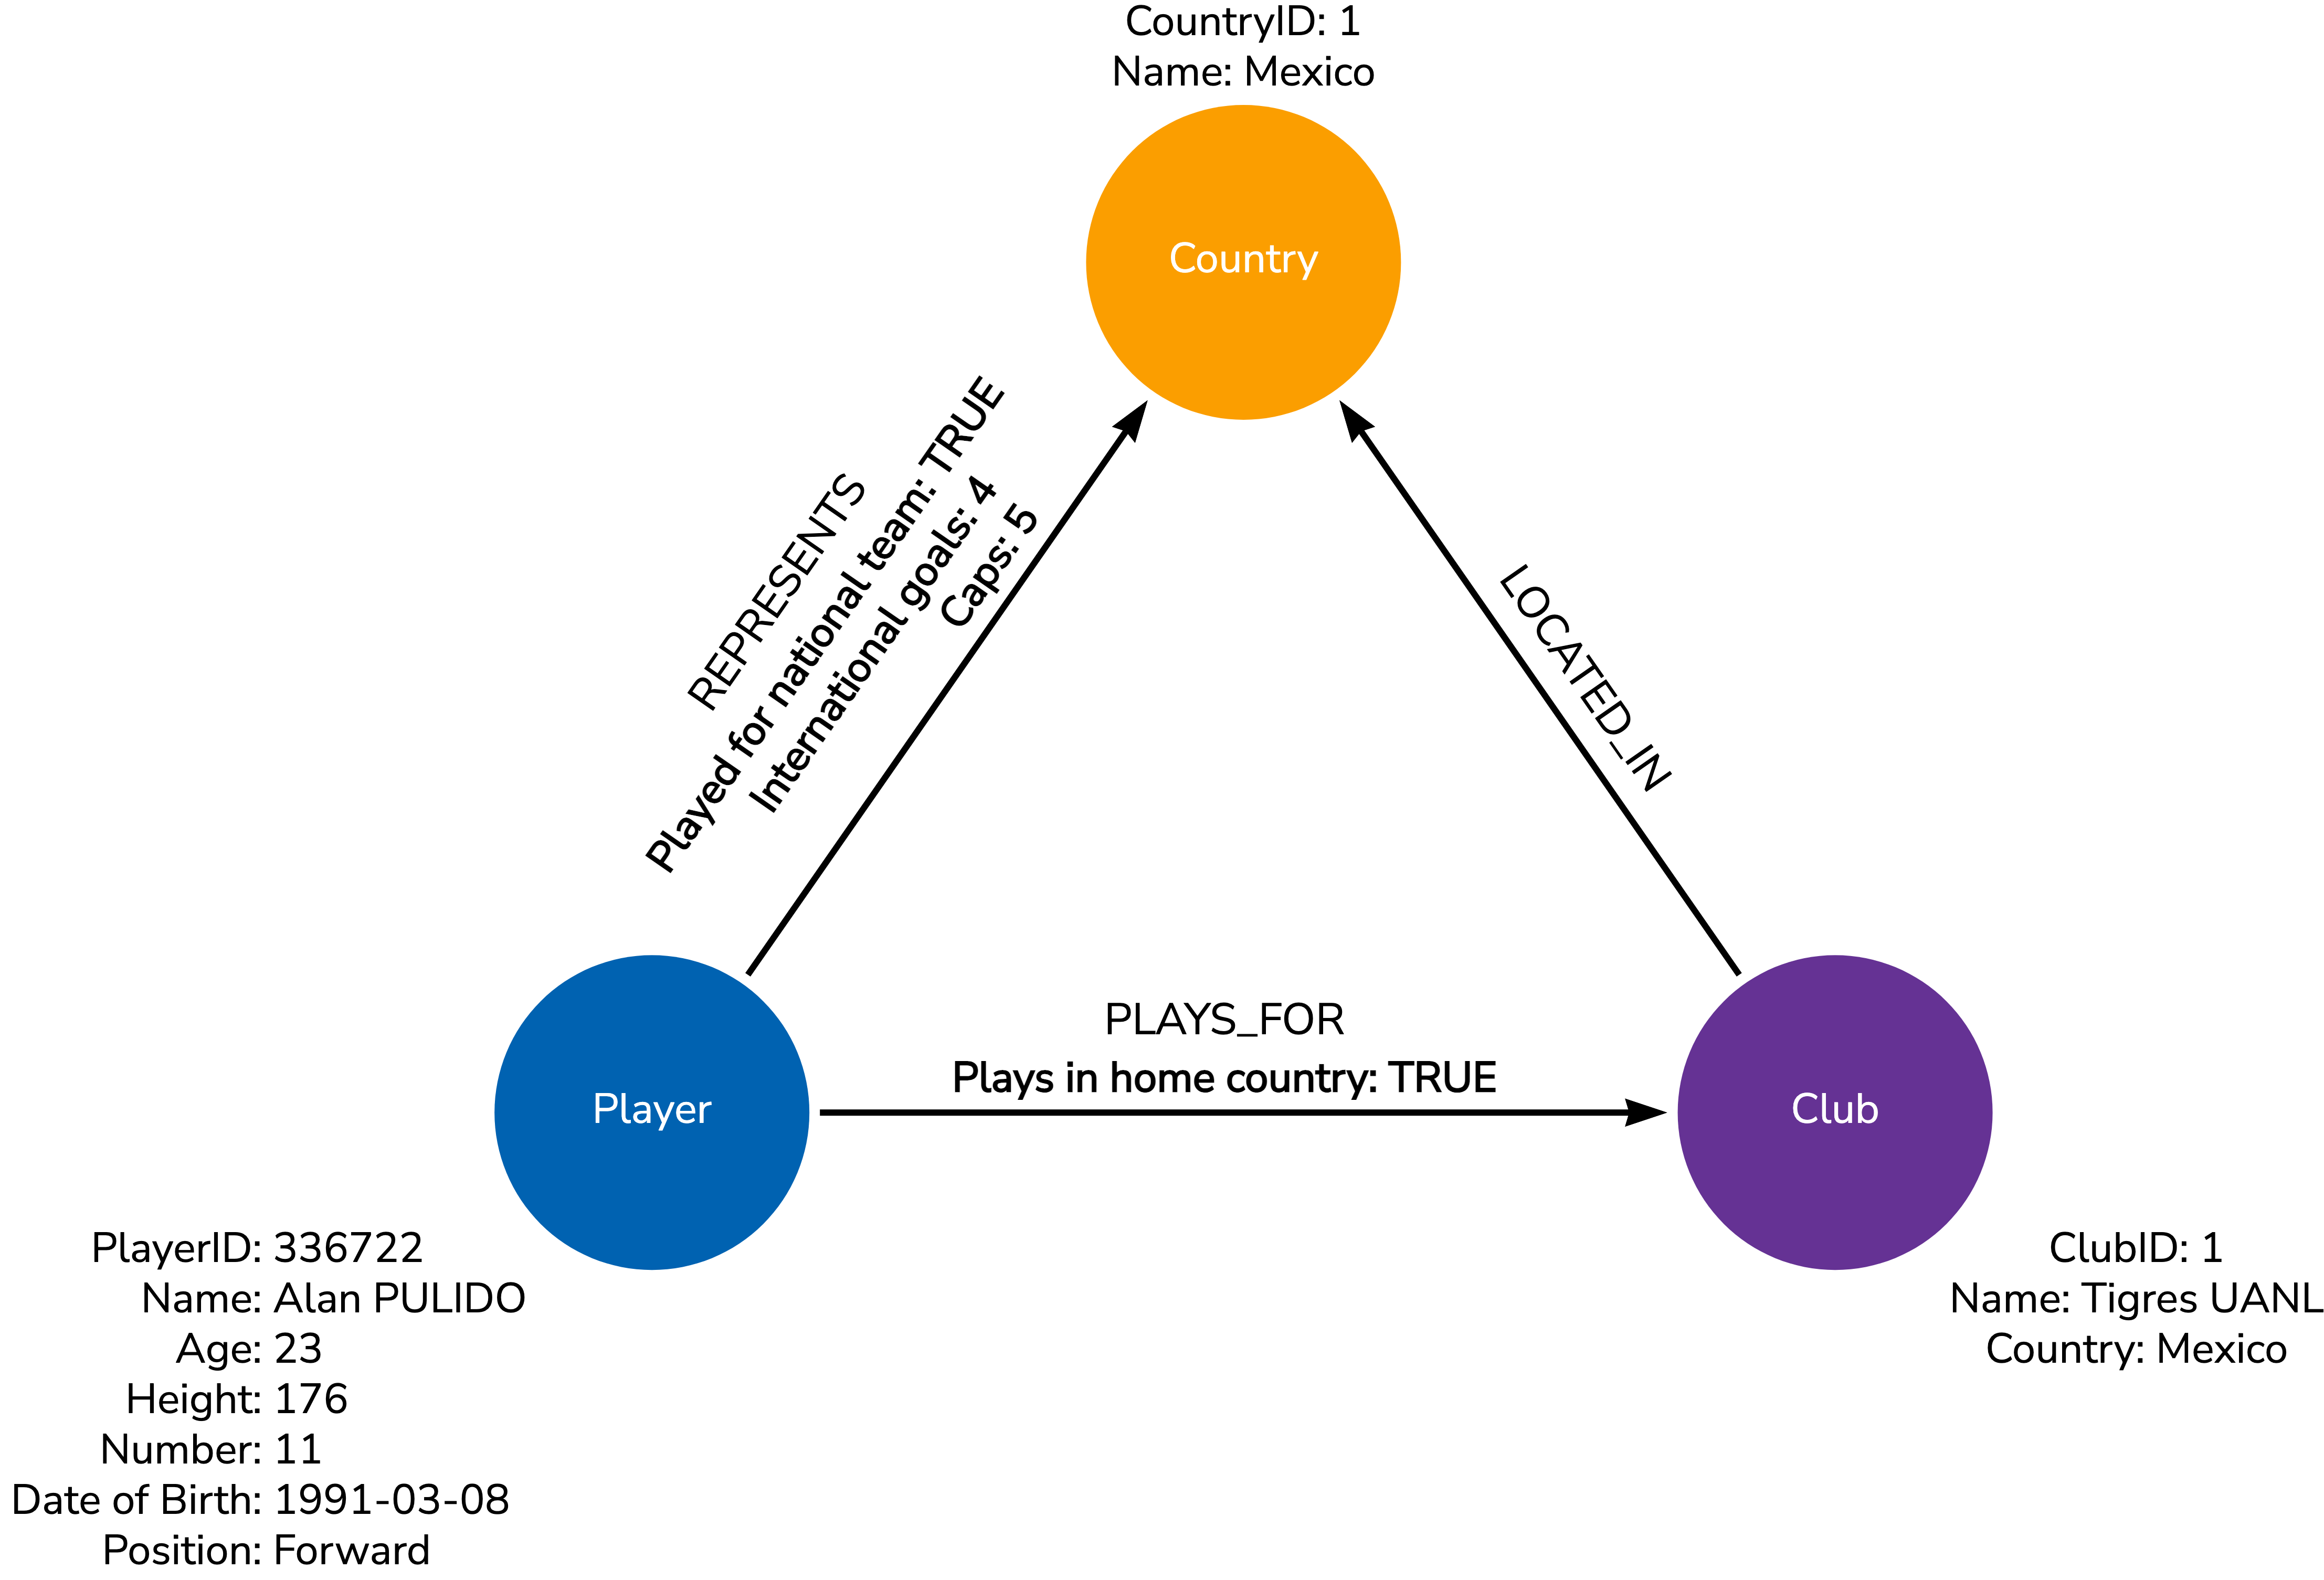 CountryID: 1
Name: Mexico
Country
REPRESENTS
Played for national team: TRUE
International goals: 4
Caps: 5
LOCATED_IN
Player
PLAYS_FOR
Plays in home country: TRUE
Club
PlayerID: 336722
Name: Alan PULIDO
Age: 23
Height: 176
Number: 11
Date of Birth: 1991-03-08
Position: Forward
ClubID: 1
Name: Tigres UANL
Country: Mexico